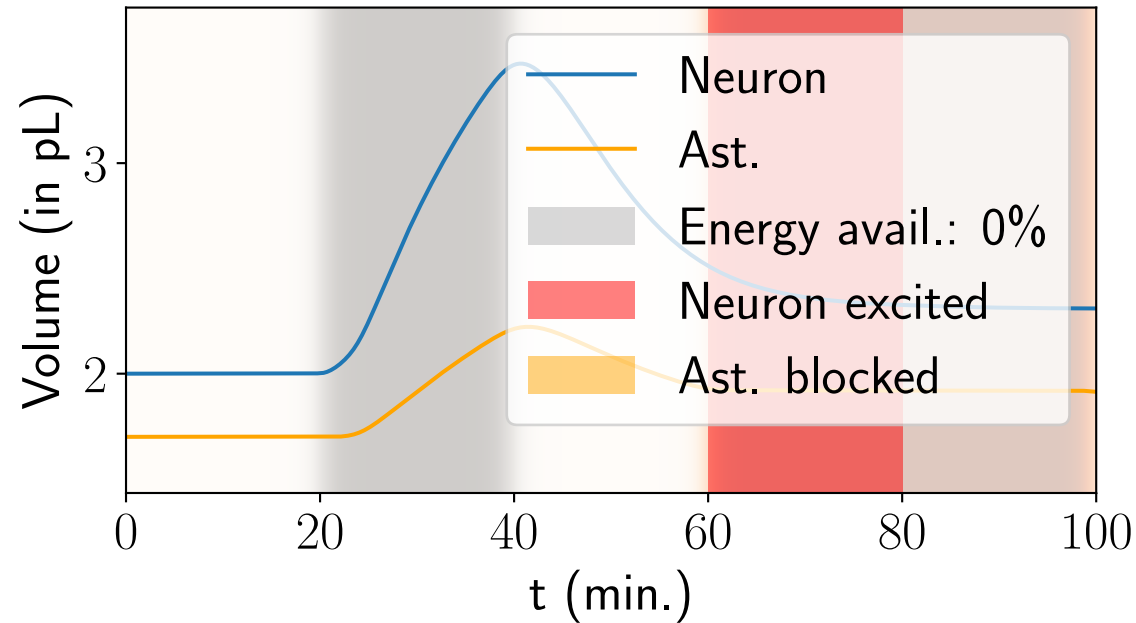 Neuron
Ast.
Energy avail.: 0%
Neuron excited
Ast. blocked
Volume (in pL)
3
2
0 20 40 60 80 100
t (min.)